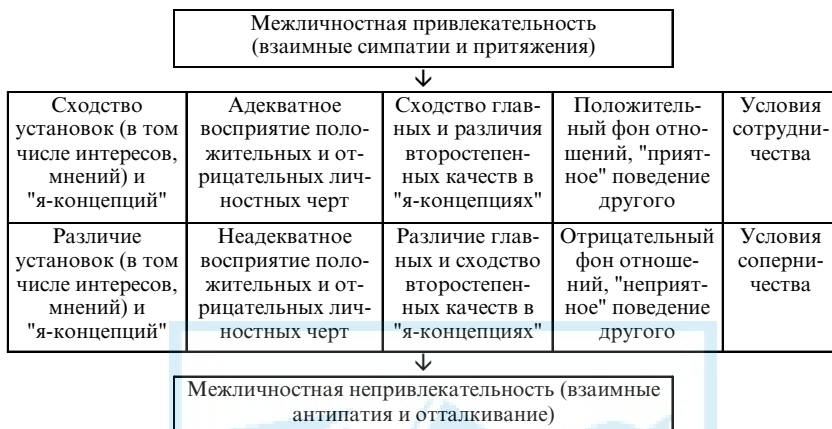 Межличностная привлекательность
(взаимные симпатии и притяжения)
Сходство
установок (в том
числе интересов,
мнений) и
"я-концепций"
Адекватное
восприятие поло-
жительных и от-
рицательных лич-
ностных черт
Сходство глав-
ных и различия
второстепен-
ных качеств в
"я-концепциях"
Положитель-
ный фон отно-
шений, "прият-
ное" поведение
другого
Условия
сотрудни-
чества
Различие
установок (в том
числе интересов,
мнений) и
"я-концепций"
Неадекватное
восприятие поло-
жительных и от-
рицательных лич-
ностных черт
Различие глав-
ных и сходство
второстепен-
ных качеств в
"я-концепциях"
Отрицательный
фон отноше-
ний, "неприят-
ное" поведение
другого
Условия
соперни-
чества
Межличностная непривлекательность (взаимные
антипатия и отталкивание)